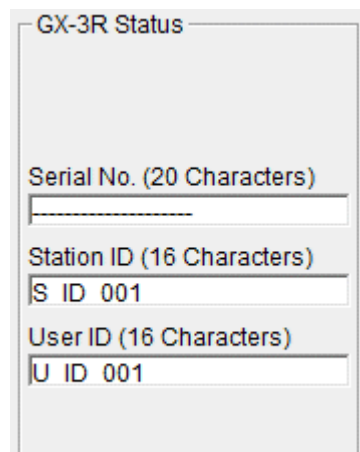 GX-3R Status
Serial No. (20 Characters)
--------------------
Station ID (16 Characters)
S_ID_001
User ID (16 Characters)
U_ID_001